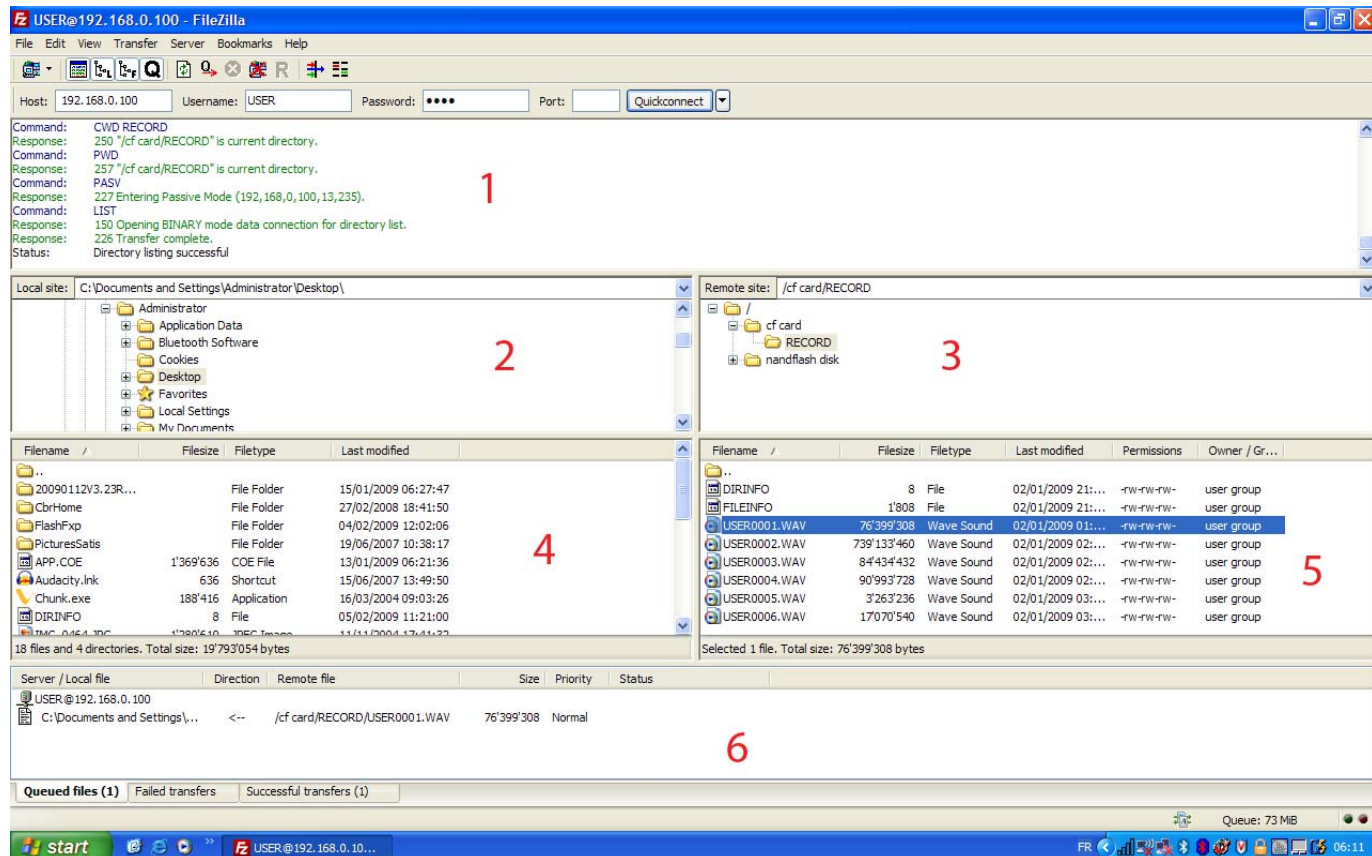 USER@192.168.0.100 - FileZilla
File Edit View Transfer Server Bookmarks Help
Host: 192.168.0.100 Username: USER Password: •••• Port: Quickconnect
Command: CWD RECORD
Response: 250 "/cf card/RECORD" is current directory.
Command: PWD
Response: 257 "/cf card/RECORD" is current directory.
Command: PASV
Response: 227 Entering Passive Mode (192,168,0,100,13,235).
Command: LIST
Response: 150 Opening BINARY mode data connection for directory list.
Response: 226 Transfer complete.
Status: Directory listing successful
1
Local site: C:\Documents and Settings\Administrator\Desktop\
Administrator
Application Data
Bluetooth Software
Cookies
Desktop
Favorites
Local Settings
My Documents
2
Remote site: /cf card/RECORD
/
cf card
RECORD
nandflash disk
3
Filename / Filesize Filetype Last modified
..
20090112V3.23R... File Folder 15/01/2009 06:27:47
CbrHome File Folder 27/02/2008 18:41:50
FlashFxp File Folder 04/02/2009 12:02:06
PicturesSatis File Folder 19/06/2007 10:38:17
APP.COE 1'369'636 COE File 13/01/2009 06:21:36
Audacity.lnk 636 Shortcut 15/06/2007 13:49:50
Chunk.exe 188'416 Application 16/03/2004 09:03:26
DIRINFO 8 File 05/02/2009 11:21:00
IMG_0464.JPG 1'280'610 JPEG Image 11/11/2004 17:41:32
18 files and 4 directories. Total size: 19'793'054 bytes
4
Filename / Filesize Filetype Last modified Permissions Owner / Gr...
..
DIRINFO 8 File 02/01/2009 21:... -rw-rw-rw- user group
FILEINFO 1'808 File 02/01/2009 21:... -rw-rw-rw- user group
USER0001.WAV 76'399'308 Wave Sound 02/01/2009 01:... -rw-rw-rw- user group
USER0002.WAV 739'133'460 Wave Sound 02/01/2009 02:... -rw-rw-rw- user group
USER0003.WAV 84'434'432 Wave Sound 02/01/2009 02:... -rw-rw-rw- user group
USER0004.WAV 90'993'728 Wave Sound 02/01/2009 02:... -rw-rw-rw- user group
USER0005.WAV 3'263'236 Wave Sound 02/01/2009 03:... -rw-rw-rw- user group
USER0006.WAV 17'070'540 Wave Sound 02/01/2009 03:... -rw-rw-rw- user group
Selected 1 file. Total size: 76'399'308 bytes
5
Server / Local file Direction Remote file Size Priority Status
USER@192.168.0.100
C:\Documents and Settings\... <-- /cf card/RECORD/USER0001.WAV 76'399'308 Normal
6
Queued files (1) Failed transfers Successful transfers (1)
Queue: 73 MiB
start USER@192.168.0.10... FR 06:11